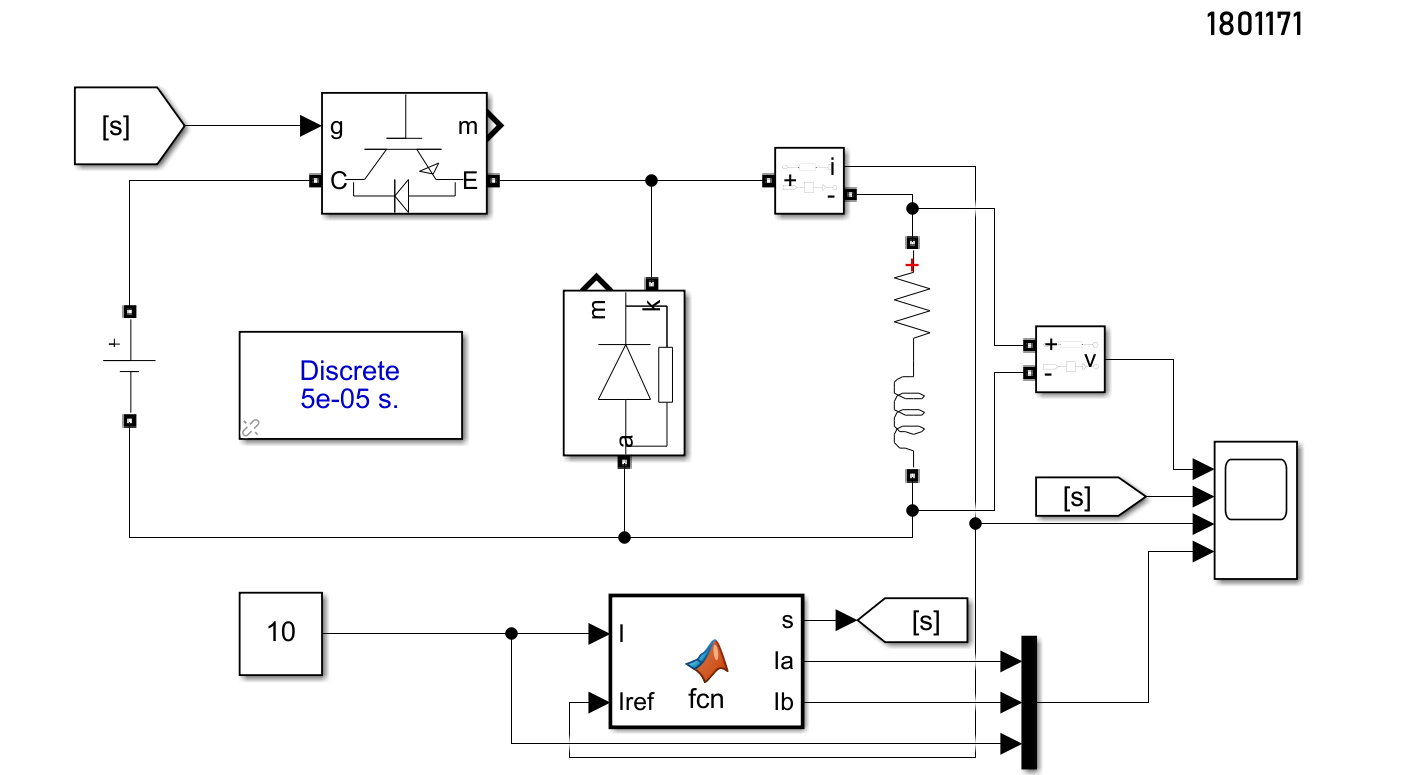 1801171
[s]
g
m
C
E
i
+
-
+
m
k
+
Discrete
5e-05 s.
+
-
v
a
[s]
10
I
Iref
fcn
s
Ia
Ib
[s]